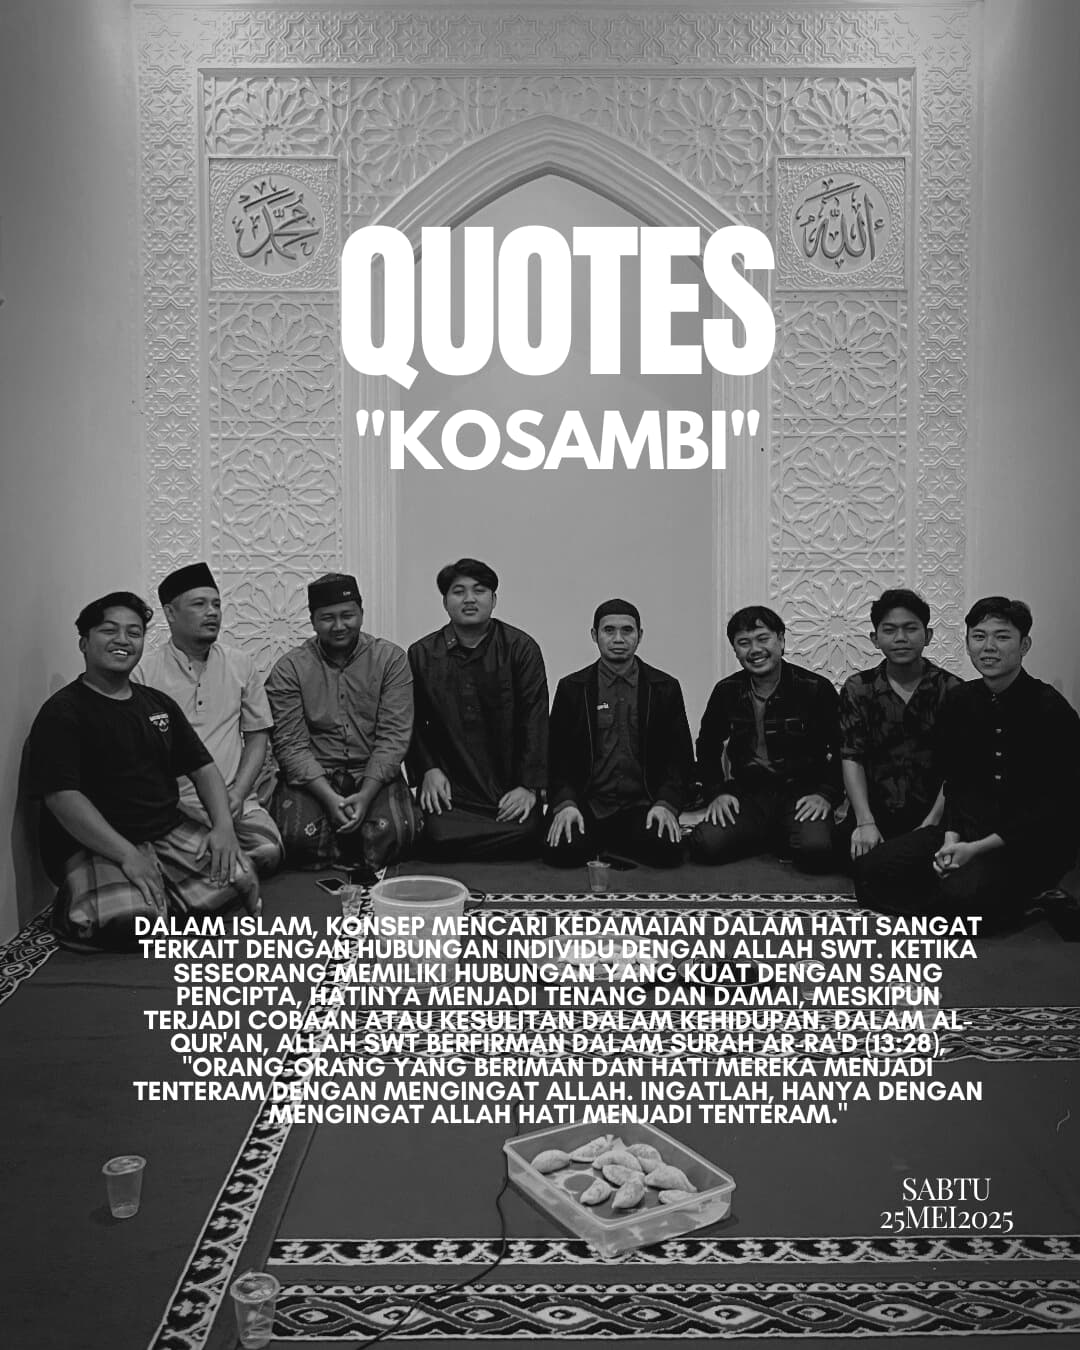 محمد
الله
QUOTES
"KOSAMBI"
DALAM ISLAM, KONSEP MENCARI KEDAMAIAN DALAM HATI SANGAT
TERKAIT DENGAN HUBUNGAN INDIVIDU DENGAN ALLAH SWT. KETIKA
SESEORANG MEMILIKI HUBUNGAN YANG KUAT DENGAN SANG
PENCIPTA, HATINYA MENJADI TENANG DAN DAMAI, MESKIPUN
TERJADI COBAAN ATAU KESULITAN DALAM KEHIDUPAN. DALAM AL-
QUR'AN, ALLAH SWT BERFIRMAN DALAM SURAH AR-RA'D (13:28),
"ORANG-ORANG YANG BERIMAN DAN HATI MEREKA MENJADI
TENTERAM DENGAN MENGINGAT ALLAH. INGATLAH, HANYA DENGAN
MENGINGAT ALLAH HATI MENJADI TENTERAM."
SABTU
25MEI2025